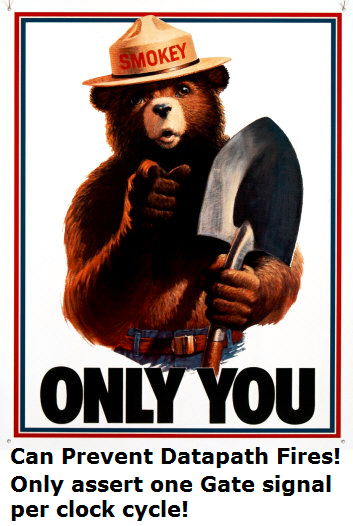 SMOKEY
ONLY YOU
Can Prevent Datapath Fires!
Only assert one Gate signal
per clock cycle!